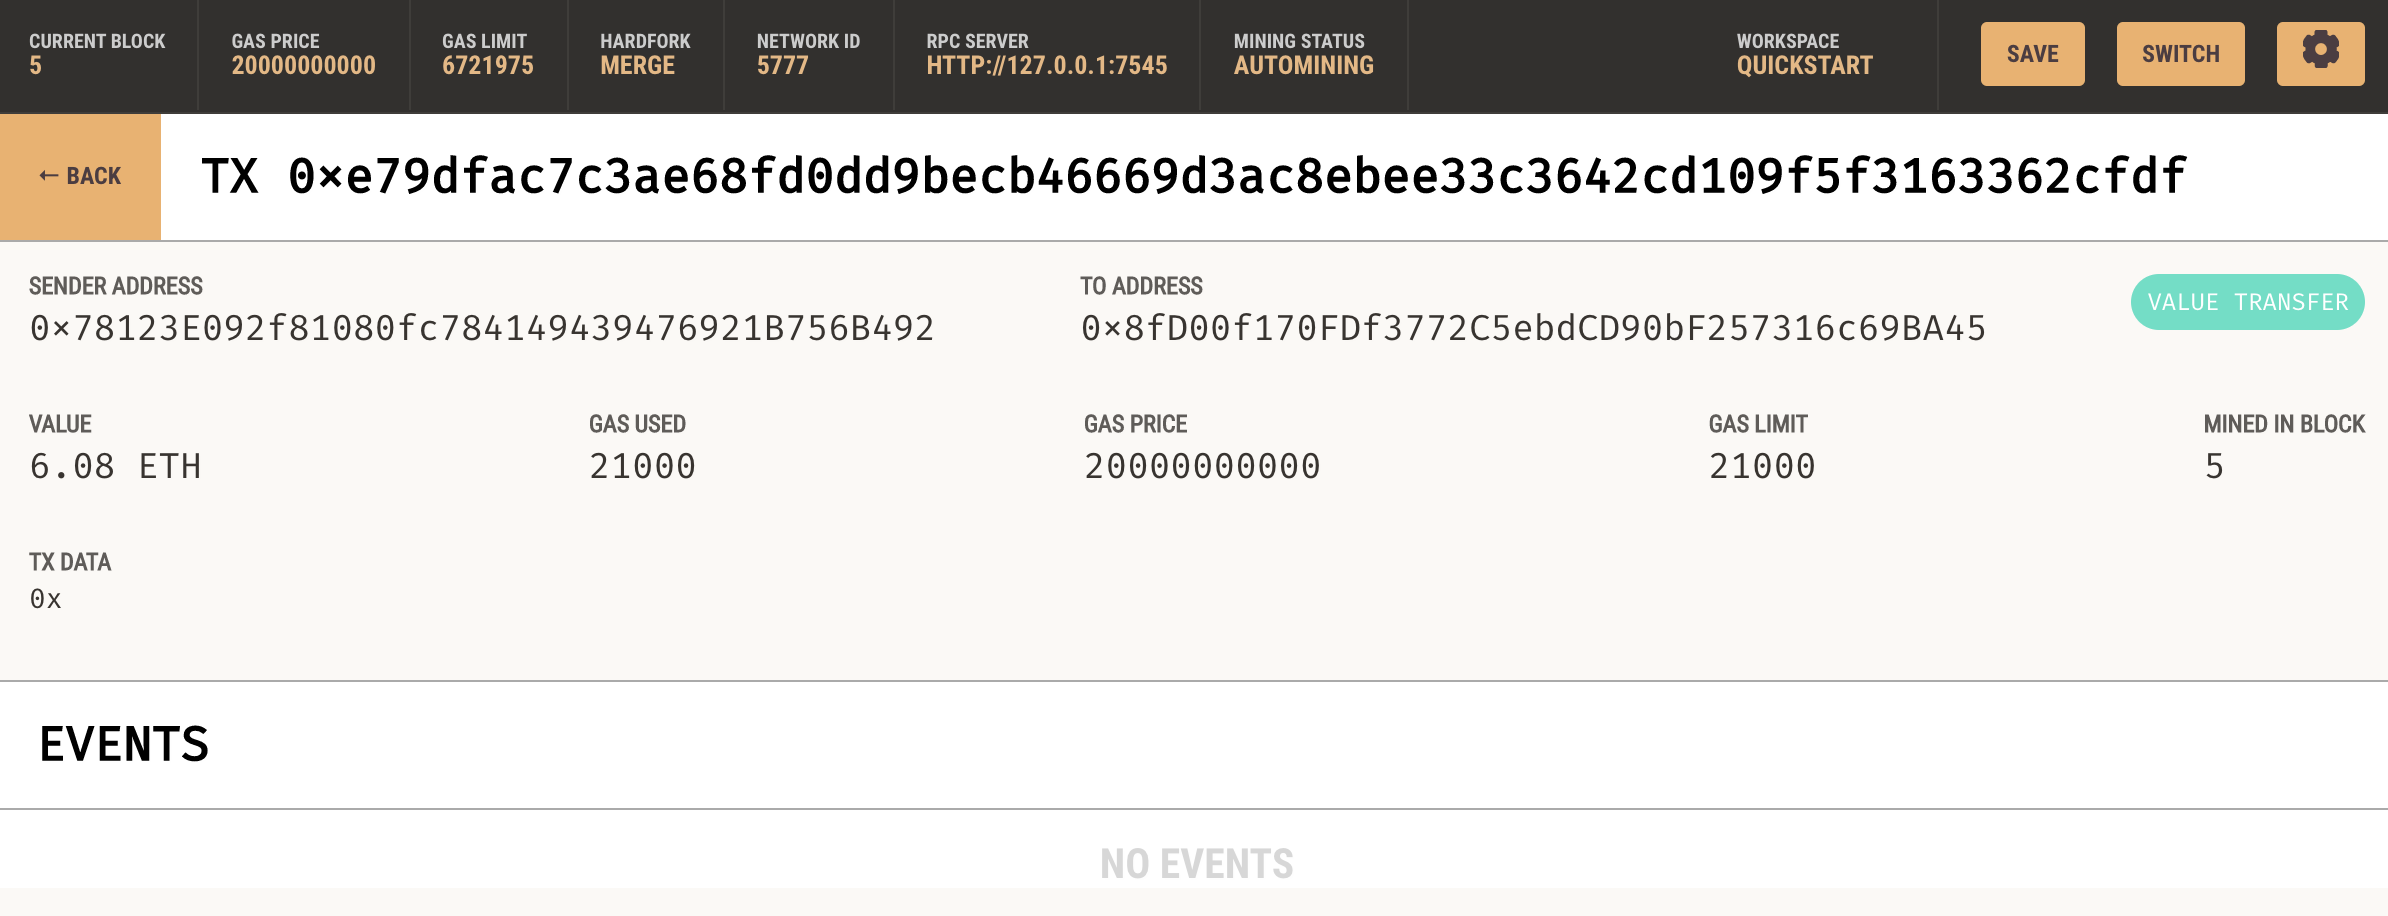 CURRENT BLOCK
5
GAS PRICE
20000000000
GAS LIMIT
6721975
HARDFORK
MERGE
NETWORK ID
5777
RPC SERVER
HTTP://127.0.0.1:7545
MINING STATUS
AUTOMINING
WORKSPACE
QUICKSTART
SAVE
SWITCH
← BACK
TX 0×e79dfac7c3ae68fd0dd9becb46669d3ac8ebee33c3642cd109f5f3163362cfdf
SENDER ADDRESS
0×78123E092f81080fc784149439476921B756B492
TO ADDRESS
0×8fD00f170FDf3772C5ebdCD90bF257316c69BA45
VALUE TRANSFER
VALUE
6.08 ETH
GAS USED
21000
GAS PRICE
20000000000
GAS LIMIT
21000
MINED IN BLOCK
5
TX DATA
0x
EVENTS
NO EVENTS